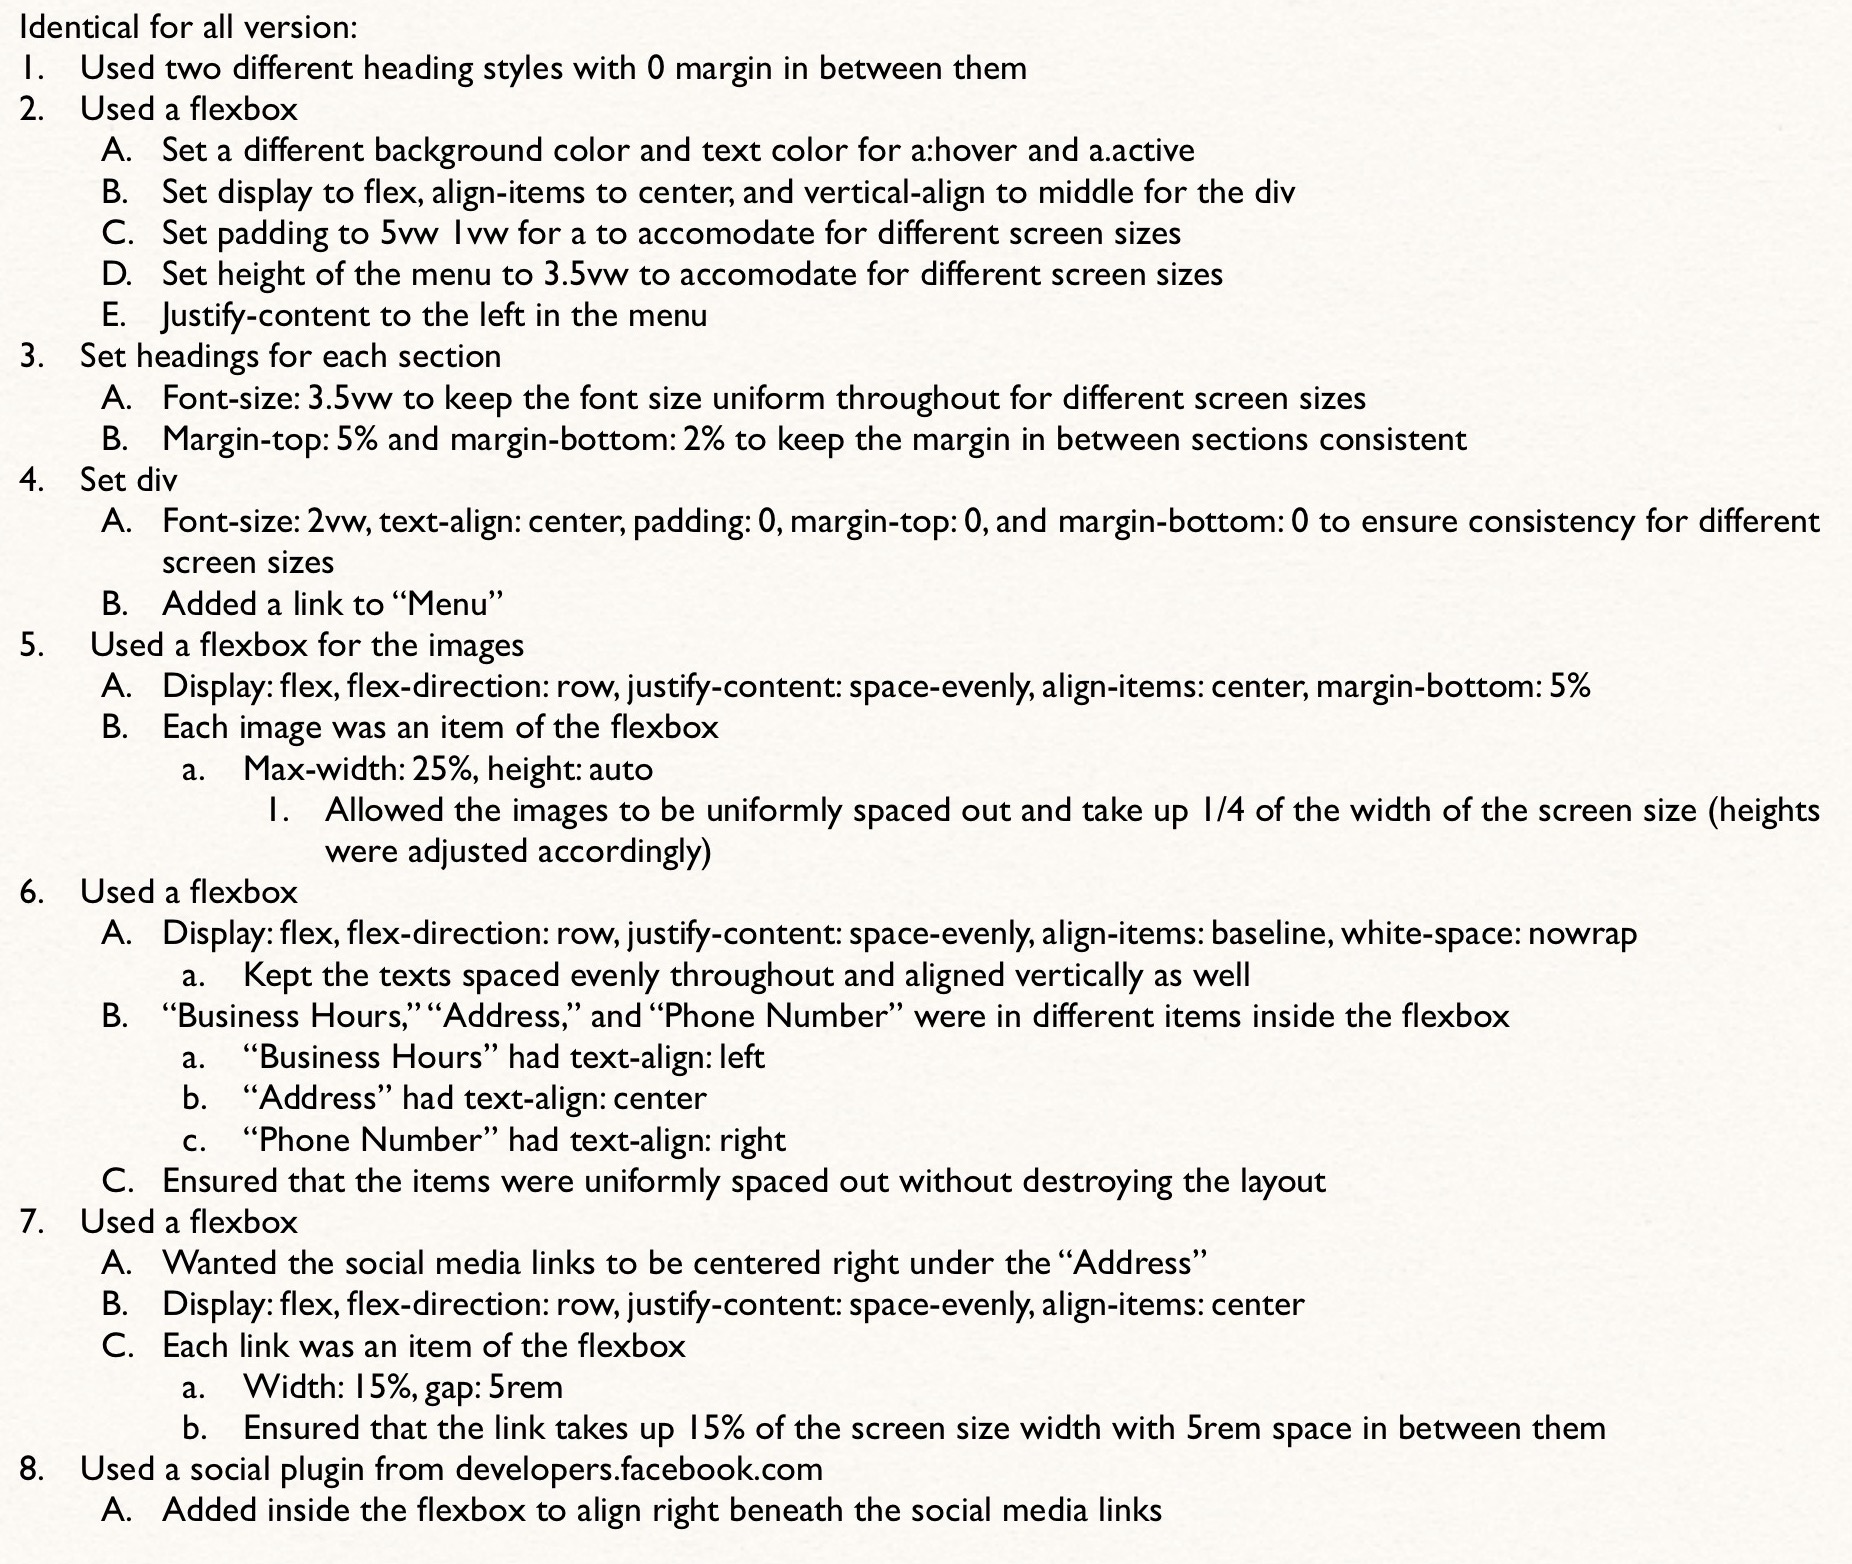 Identical for all version:
1. Used two different heading styles with 0 margin in between them
2. Used a flexbox
A. Set a different background color and text color for a:hover and a.active
B. Set display to flex, align-items to center, and vertical-align to middle for the div
C. Set padding to 5vw 1vw for a to accomodate for different screen sizes
D. Set height of the menu to 3.5vw to accomodate for different screen sizes
E. Justify-content to the left in the menu
3. Set headings for each section
A. Font-size: 3.5vw to keep the font size uniform throughout for different screen sizes
B. Margin-top: 5% and margin-bottom: 2% to keep the margin in between sections consistent
4. Set div
A. Font-size: 2vw, text-align: center, padding: 0, margin-top: 0, and margin-bottom: 0 to ensure consistency for different
screen sizes
B. Added a link to “Menu”
5. Used a flexbox for the images
A. Display: flex, flex-direction: row, justify-content: space-evenly, align-items: center, margin-bottom: 5%
B. Each image was an item of the flexbox
a. Max-width: 25%, height: auto
1. Allowed the images to be uniformly spaced out and take up 1/4 of the width of the screen size (heights
were adjusted accordingly)
6. Used a flexbox
A. Display: flex, flex-direction: row, justify-content: space-evenly, align-items: baseline, white-space: nowrap
a. Kept the texts spaced evenly throughout and aligned vertically as well
B. “Business Hours,” “Address,” and “Phone Number” were in different items inside the flexbox
a. “Business Hours” had text-align: left
b. “Address” had text-align: center
c. “Phone Number” had text-align: right
C. Ensured that the items were uniformly spaced out without destroying the layout
7. Used a flexbox
A. Wanted the social media links to be centered right under the “Address”
B. Display: flex, flex-direction: row, justify-content: space-evenly, align-items: center
C. Each link was an item of the flexbox
a. Width: 15%, gap: 5rem
b. Ensured that the link takes up 15% of the screen size width with 5rem space in between them
8. Used a social plugin from developers.facebook.com
A. Added inside the flexbox to align right beneath the social media links